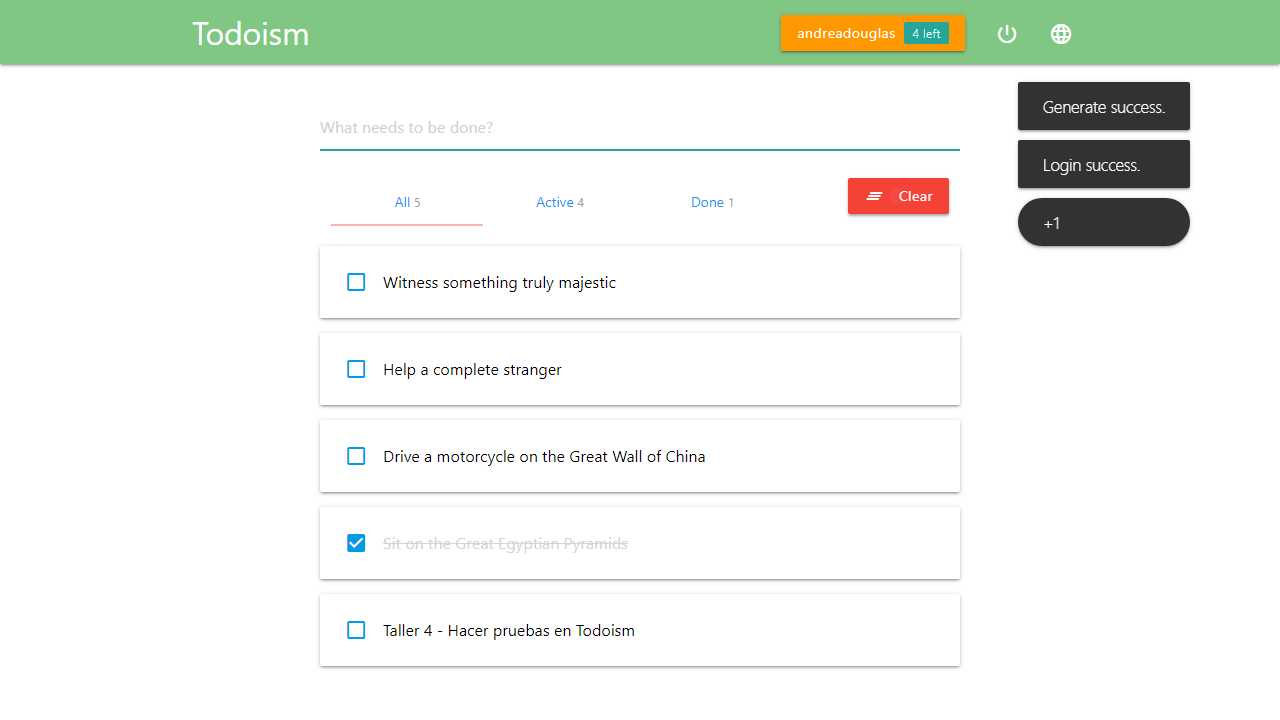 Todoism
andreadouglas 4 left
Generate success.
Login success.
+1
What needs to be done?
All 5
Active 4
Done 1
Clear
Witness something truly majestic
Help a complete stranger
Drive a motorcycle on the Great Wall of China
Sit on the Great Egyptian Pyramids
Taller 4 - Hacer pruebas en Todoism